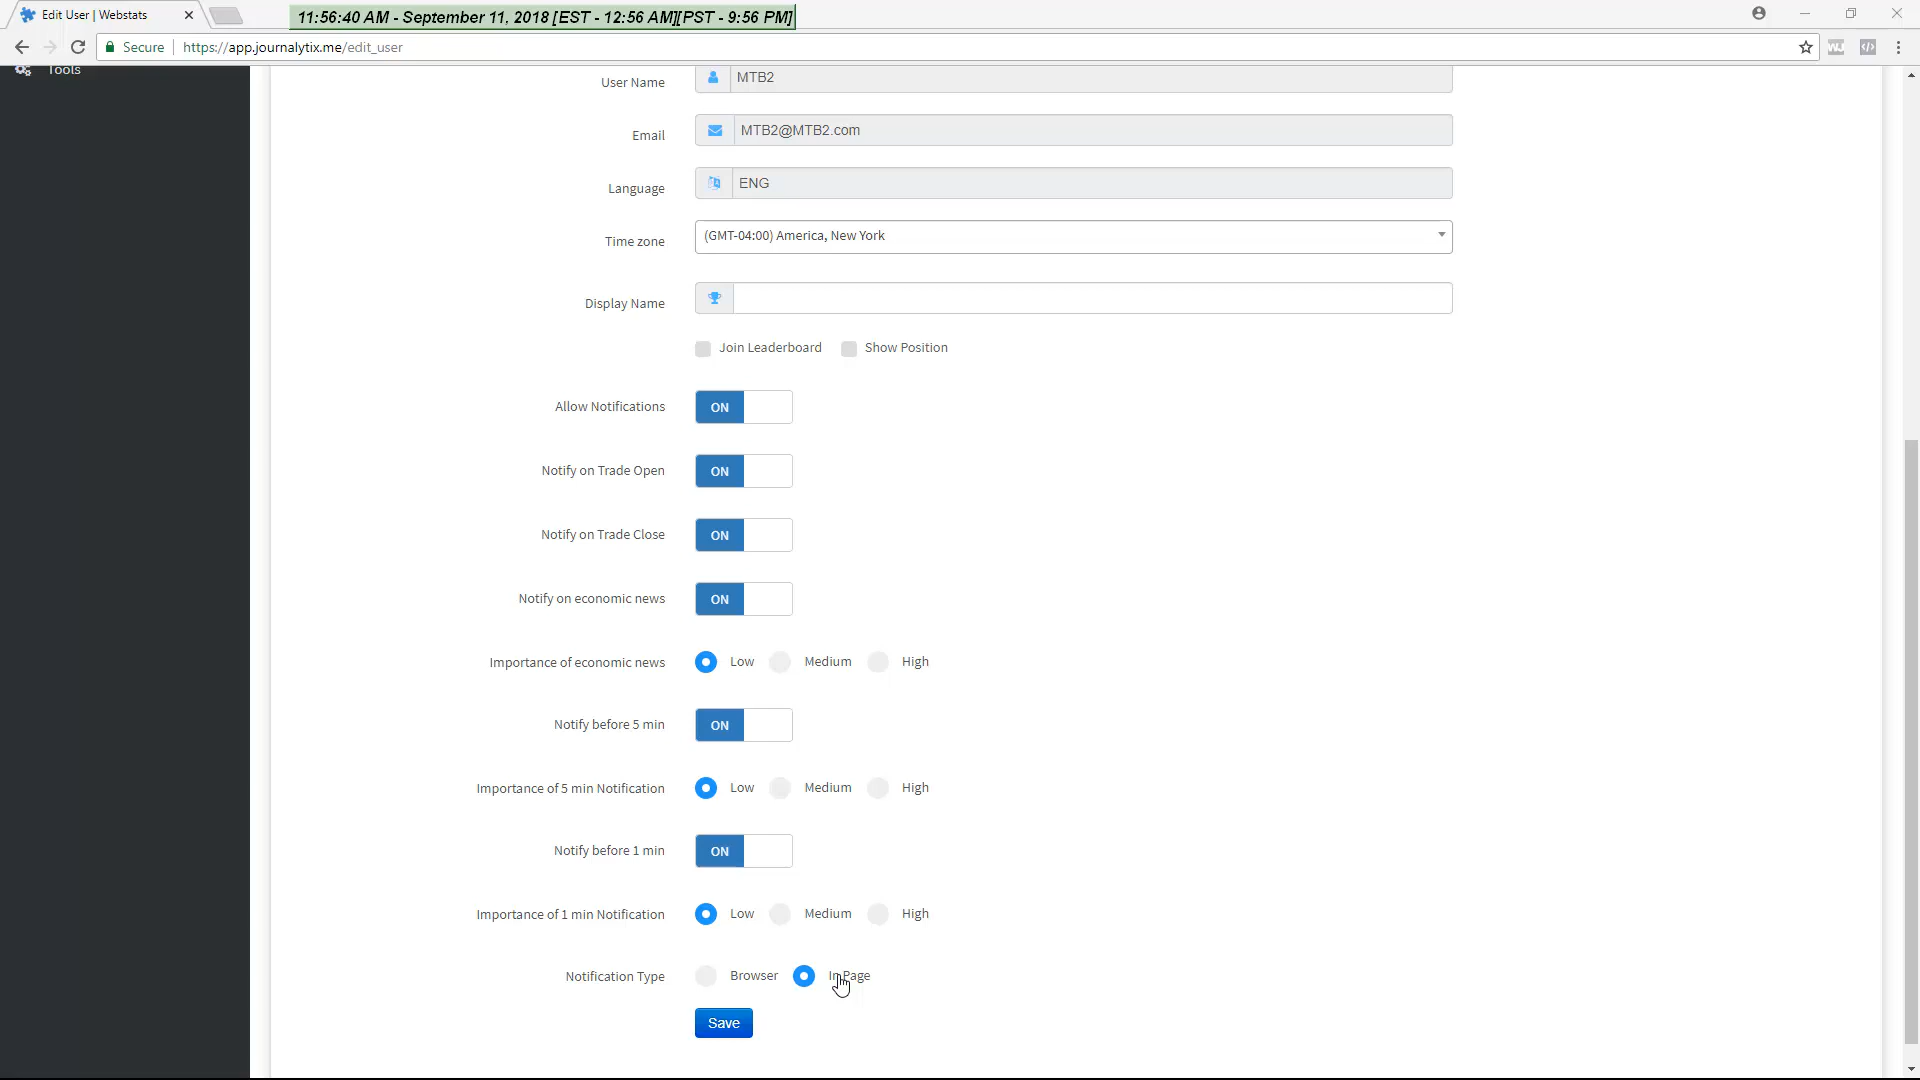 Edit User | Webstats
11:56:40 AM - September 11, 2018 [EST - 12:56 AM][PST - 9:56 PM]
Secure https://app.journalytix.me/edit_user
Tools
User Name MTB2
Email MTB2@MTB2.com
Language ENG
Time zone (GMT-04:00) America, New York
Display Name
Join Leaderboard Show Position
Allow Notifications ON
Notify on Trade Open ON
Notify on Trade Close ON
Notify on economic news ON
Importance of economic news Low Medium High
Notify before 5 min ON
Importance of 5 min Notification Low Medium High
Notify before 1 min ON
Importance of 1 min Notification Low Medium High
Notification Type Browser In Page
Save